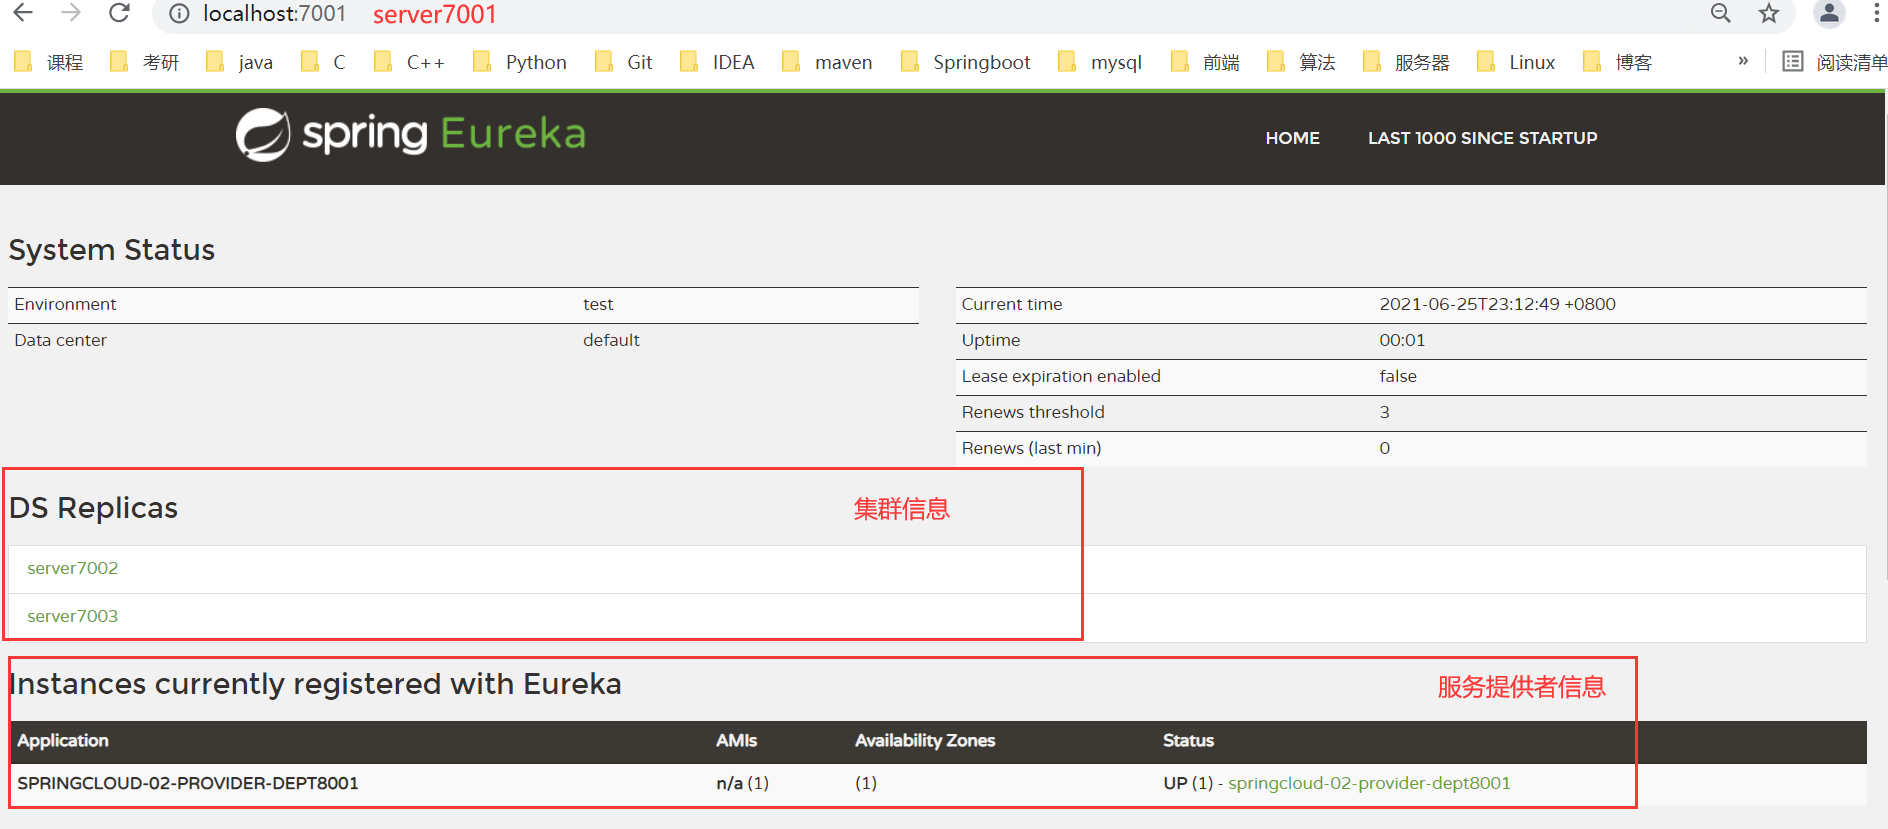 localhost:7001 server7001
课程 考研 java C C++ Python Git IDEA maven Springboot mysql 前端 算法 服务器 Linux 博客 » 阅读清单
spring Eureka HOME LAST 1000 SINCE STARTUP
System Status
Environment test
Data center default
Current time 2021-06-25T23:12:49 +0800
Uptime 00:01
Lease expiration enabled false
Renews threshold 3
Renews (last min) 0
DS Replicas 集群信息
server7002
server7003
Instances currently registered with Eureka 服务提供者信息
Application AMIs Availability Zones Status
SPRINGCLOUD-02-PROVIDER-DEPT8001 n/a (1) (1) UP (1) - springcloud-02-provider-dept8001